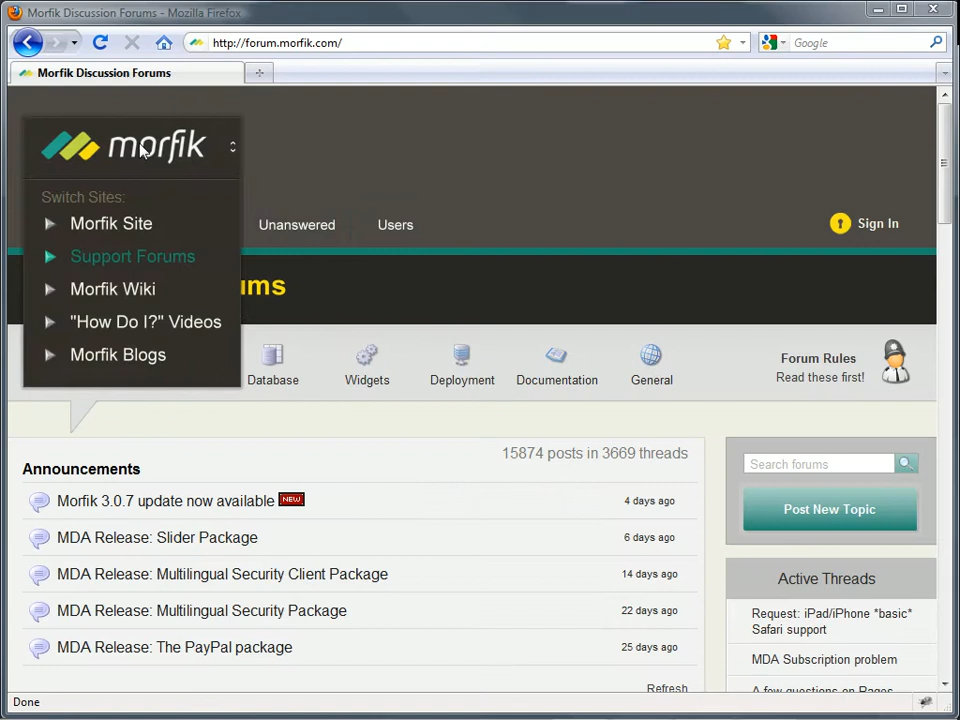 Morfik Discussion Forums - Mozilla Firefox
http://forum.morfik.com/
Google
Morfik Discussion Forums
morfik
Switch Sites:
Morfik Site
Support Forums
Morfik Wiki
"How Do I?" Videos
Morfik Blogs
Unanswered
Users
Sign In
ums
Database
Widgets
Deployment
Documentation
General
Forum Rules
Read these first!
15874 posts in 3669 threads
Announcements
Morfik 3.0.7 update now available NEW 4 days ago
MDA Release: Slider Package 6 days ago
MDA Release: Multilingual Security Client Package 14 days ago
MDA Release: Multilingual Security Package 22 days ago
MDA Release: The PayPal package 25 days ago
Refresh
Search forums
Post New Topic
Active Threads
Request: iPad/iPhone *basic*
Safari support
MDA Subscription problem
A few questions on Pages
Done